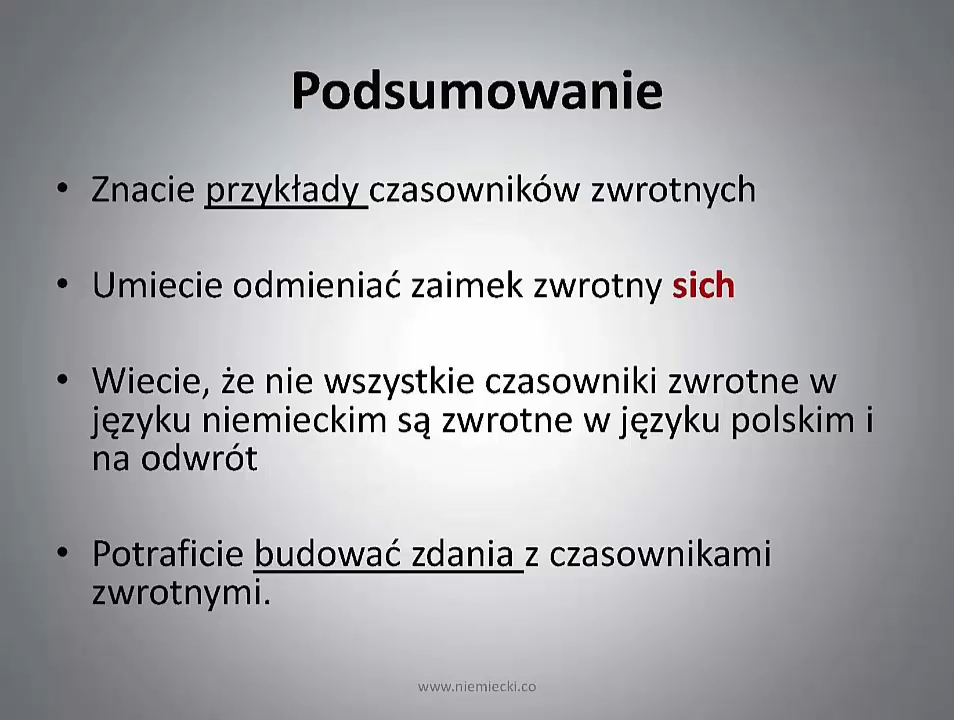 Podsumowanie
• Znacie przykłady czasowników zwrotnych
• Umiecie odmieniać zaimek zwrotny sich
• Wiecie, że nie wszystkie czasowniki zwrotne w
języku niemieckim są zwrotne w języku polskim i
na odwrót
• Potraficie budować zdania z czasownikami
zwrotnymi.
www.niemiecki.co